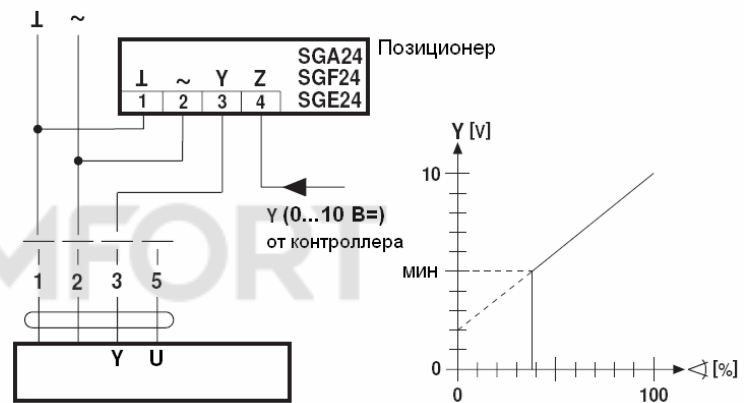 ⊥ ~
SGA24
SGF24
SGE24
Позиционер
⊥ ~ Y Z
1 2 3 4
Y (0...10 В=)
от контроллера
1 2 3 5
Y U
Y [V]
10
мин
0
0 100
[%]